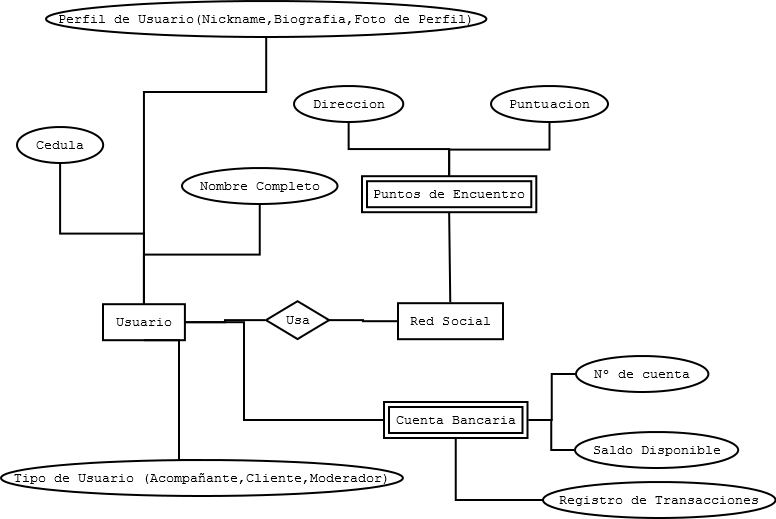 Perfil de Usuario(Nickname,Biografia,Foto de Perfil)
Direccion
Puntuacion
Cedula
Nombre Completo
Puntos de Encuentro
Usuario
Usa
Red Social
Nº de cuenta
Cuenta Bancaria
Saldo Disponible
Tipo de Usuario (Acompañante,Cliente,Moderador)
Registro de Transacciones